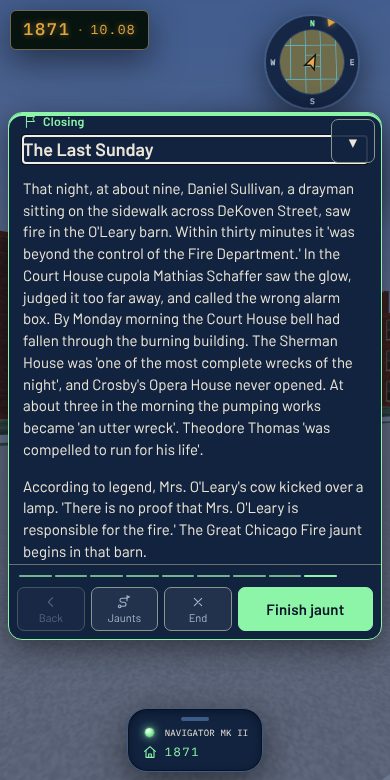 1871 · 10.08
N
W
E
S
Closing
The Last Sunday
That night, at about nine, Daniel Sullivan, a drayman
sitting on the sidewalk across DeKoven Street, saw
fire in the O'Leary barn. Within thirty minutes it 'was
beyond the control of the Fire Department.' In the
Court House cupola Mathias Schaffer saw the glow,
judged it too far away, and called the wrong alarm
box. By Monday morning the Court House bell had
fallen through the burning building. The Sherman
House was 'one of the most complete wrecks of the
night', and Crosby's Opera House never opened. At
about three in the morning the pumping works
became 'an utter wreck'. Theodore Thomas 'was
compelled to run for his life'.
According to legend, Mrs. O'Leary's cow kicked over a
lamp. 'There is no proof that Mrs. O'Leary is
responsible for the fire.' The Great Chicago Fire jaunt
begins in that barn.
Back
Jaunts
End
Finish jaunt
NAVIGATOR MK II
1871